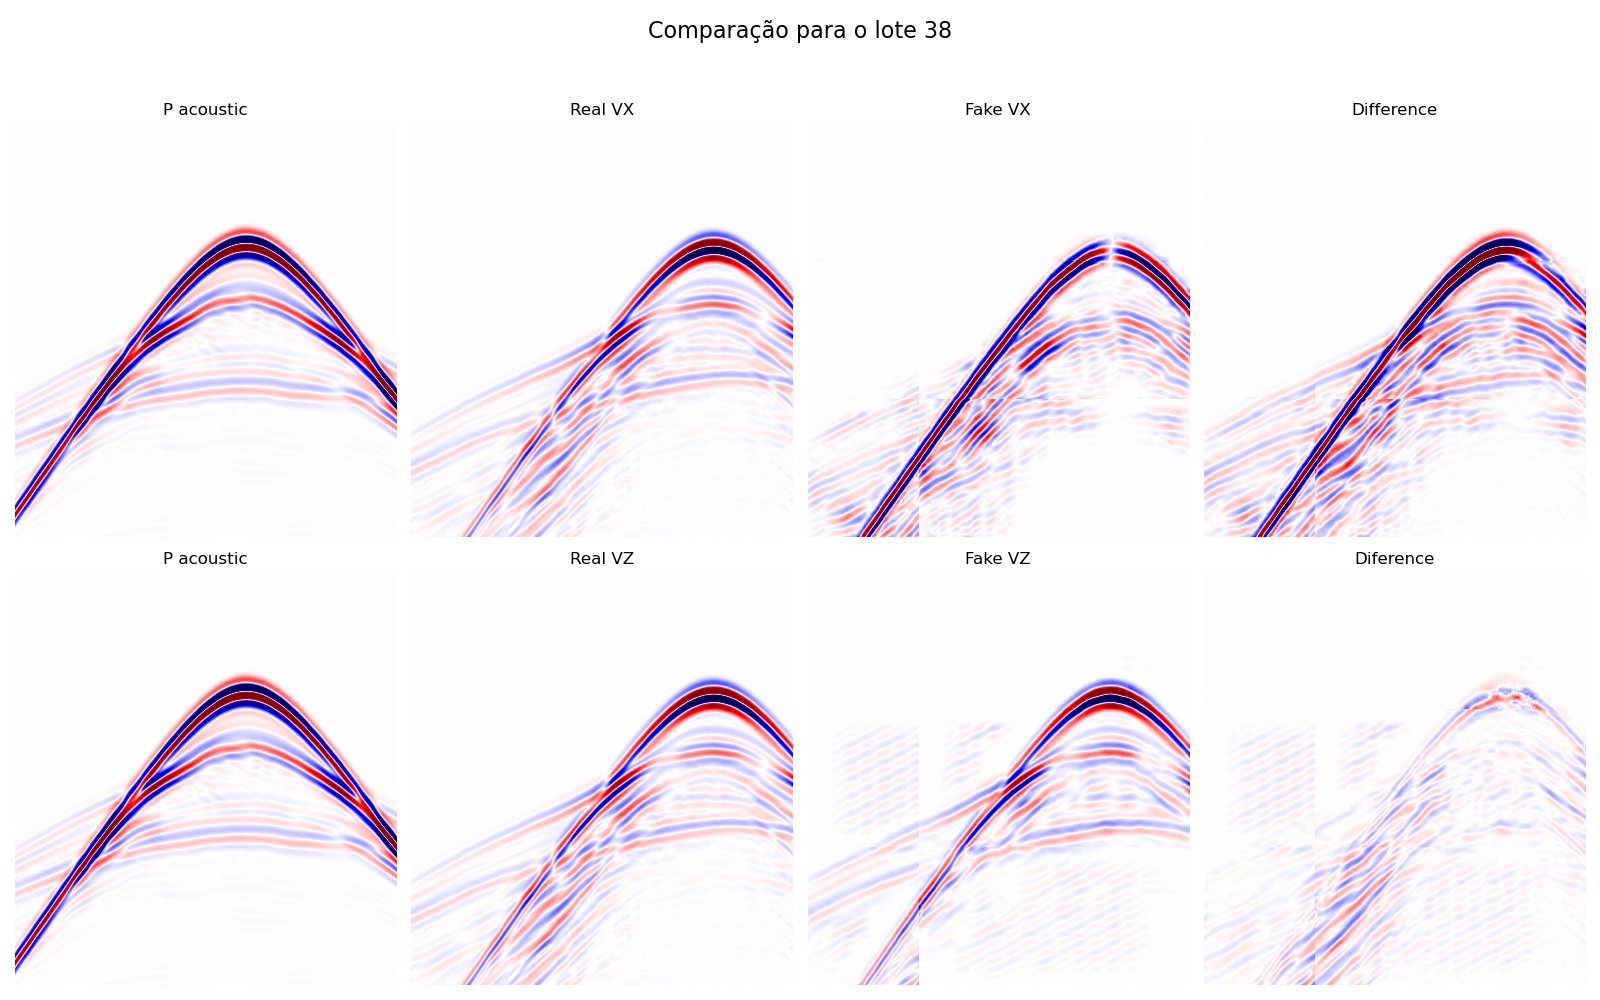 Comparação para o lote 38
P acoustic
Real VX
Fake VX
Difference
P acoustic
Real VZ
Fake VZ
Diference